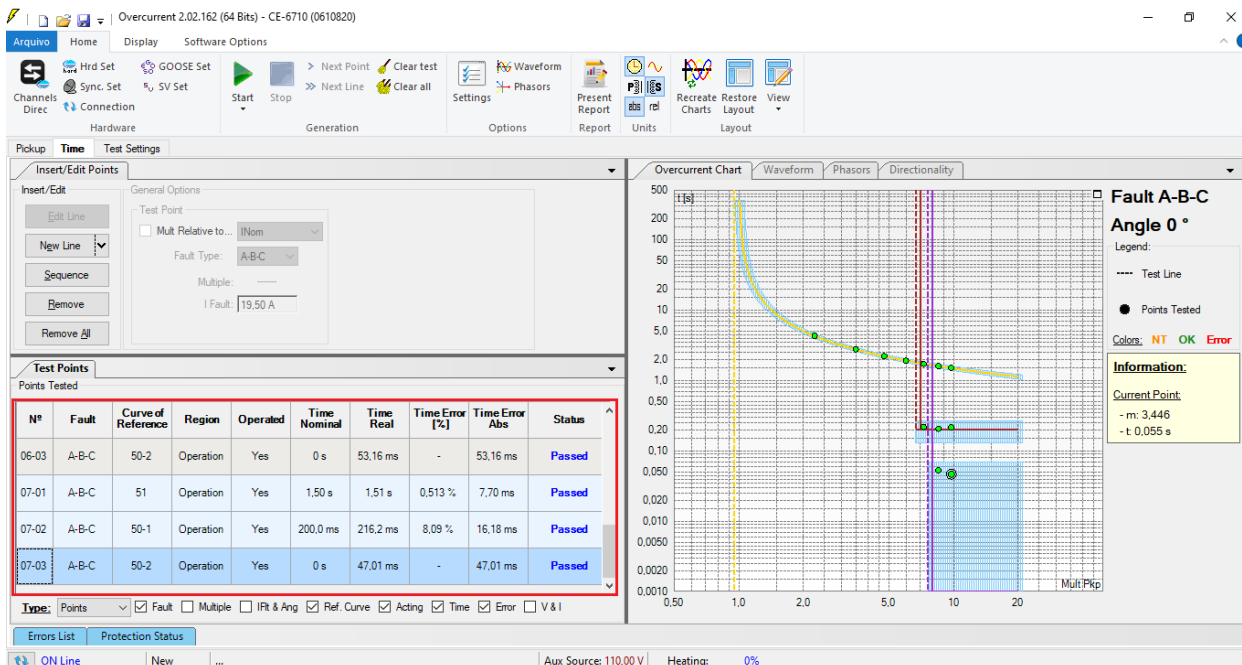 Overcurrent 2.02.162 (64 Bits) - CE-6710 (0610820)
Arquivo Home Display Software Options
Channels Direc
Hrd Set
Sync. Set
Connection
GOOSE Set
SV Set
Hardware
Start
Stop
Next Point
Next Line
Clear test
Clear all
Generation
Settings
Waveform
Phasors
Options
Present Report
Report
abs rel
Units
Recreate Charts
Restore Layout
View
Layout
Pickup Time Test Settings
Insert/Edit Points
Insert/Edit
Edit Line
New Line
Sequence
Remove
Remove All
General Options
Test Point
Mult Relative to... INom
Fault Type: A-B-C
Multiple: -----
I Fault: 19,50 A
Test Points
Points Tested
Nº Fault Curve of Reference Region Operated Time Nominal Time Real Time Error [%] Time Error Abs Status
06-03 A-B-C 50-2 Operation Yes 0 s 53,16 ms - 53,16 ms Passed
07-01 A-B-C 51 Operation Yes 1,50 s 1,51 s 0,513 % 7,70 ms Passed
07-02 A-B-C 50-1 Operation Yes 200,0 ms 216,2 ms 8,09 % 16,18 ms Passed
07-03 A-B-C 50-2 Operation Yes 0 s 47,01 ms - 47,01 ms Passed
Type: Points Fault Multiple IFlt & Ang Ref. Curve Acting Time Error V & I
Errors List Protection Status
Overcurrent Chart Waveform Phasors Directionality
t [s]
500
200
100
50
20
10
5,0
2,0
1,0
0,50
0,20
0,10
0,050
0,020
0,010
0,0050
0,0020
0,0010
0,50 1,0 2,0 5,0 10 20
Mult Pkp
Fault A-B-C
Angle 0 °
Legend:
---- Test Line
Points Tested
Colors: NT OK Error
Information:
Current Point:
- m: 3,446
- t: 0,055 s
ON Line New ... Aux Source: 110.00 V Heating: 0%